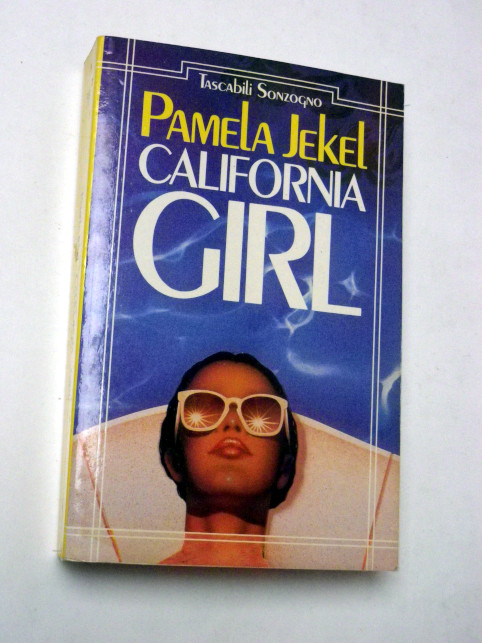 Tascabili Sonzogno
Pamela Jekel
CALIFORNIA
GIRL